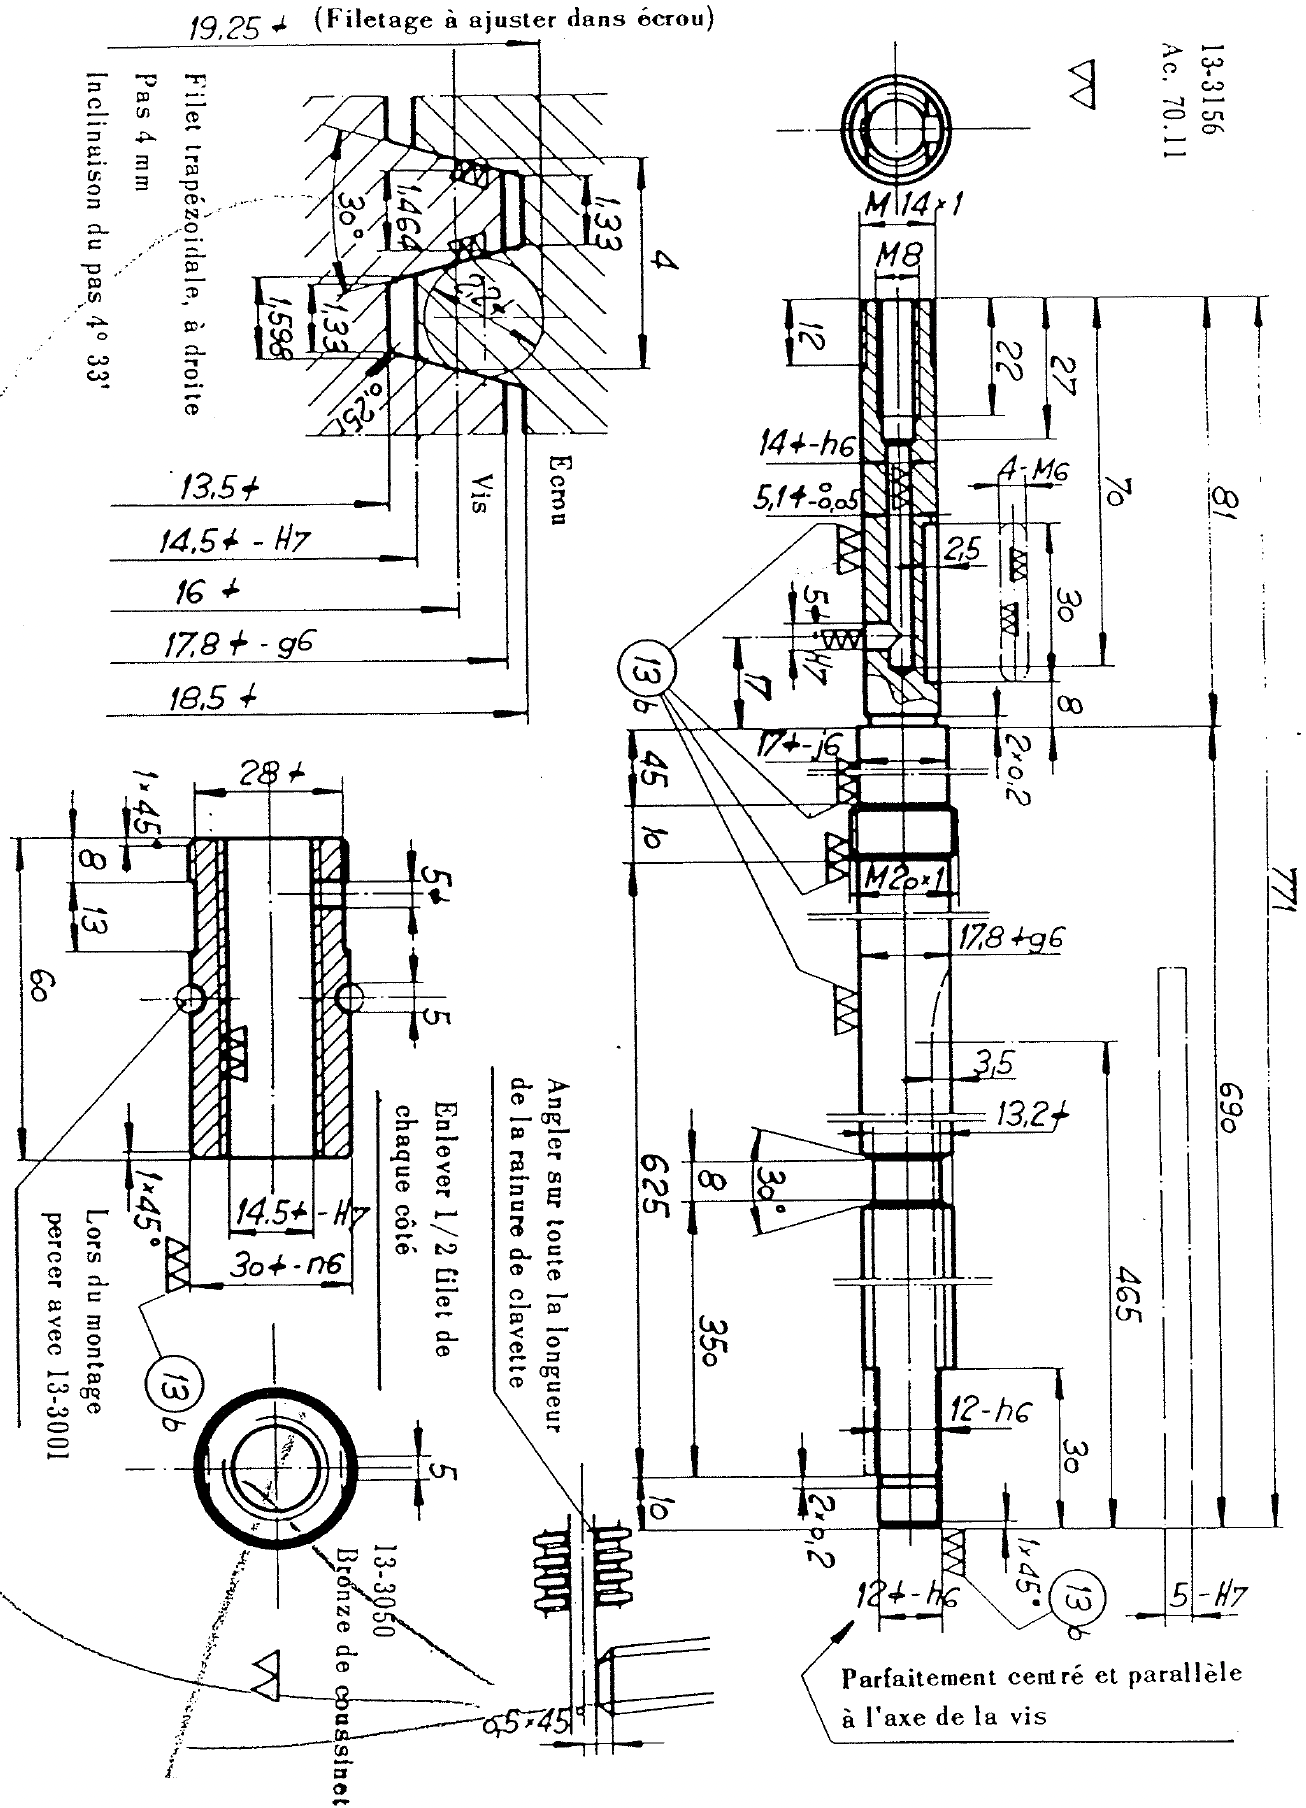 19,25 ϕ (Filetage à ajuster dans écrou)
13-3156
Ac. 70.11
Filet trapézoidale, à droite
Pas 4 mm
Inclinaison du pas 4° 33'
4
1,33
1,464
30°
2,2 ϕ
1,33
1,598
0,25r
Ecrou
Vis
13,5 ϕ
14,5 ϕ - H7
16 ϕ
17,8 ϕ - g6
18,5 ϕ
M 14×1
M8
12
22
27
14 ϕ-h6
5,1 ϕ-0,05
4-M6
70
81
771
2,5
30
5 ϕ H7
17
8
13b
17 ϕ-j6
2×0,2
45
10
M20×1
17,8 ϕ g6
690
3,5
13,2 ϕ
465
625
8
30°
350
12-h6
30
10
2×0,2
1×45°
12 ϕ-h6
13b
5-H7
Parfaitement centré et parallèle
à l'axe de la vis
28 ϕ
1×45°
8
13
60
5 ϕ
5
1×45°
14.5 ϕ - H7
30 ϕ - n6
13b
Lors du montage
percer avec 13-3001
Enlever 1/2 filet de
chaque côté
Angler sur toute la longueur
de la rainure de clavette
5
13-3050
Bronze de coussinet
0,5×45